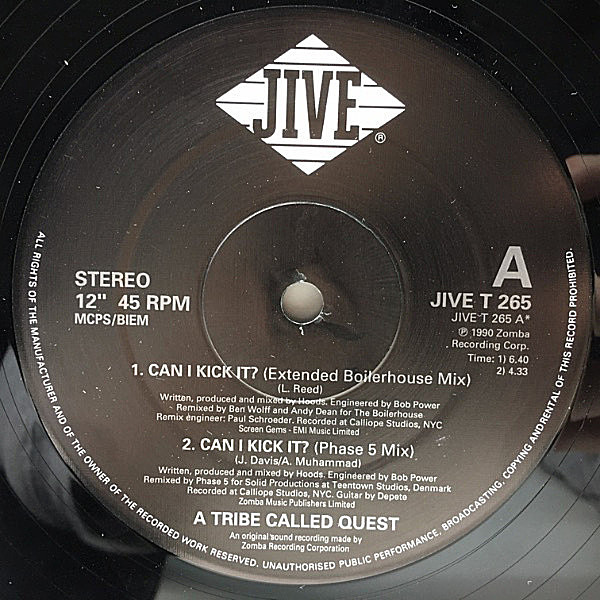 JIVE
®
STEREO
12" 45 RPM
MCPS/BIEM
A
JIVE T 265
JIVE T 265 A*
℗ 1990 Zomba
Recording Corp.
Time: 1) 6.40
2) 4.33
1. CAN I KICK IT? (Extended Boilerhouse Mix)
(L. Reed)
Written, produced and mixed by Hoods. Engineered by Bob Power
Remixed by Ben Wolff and Andy Dean for The Boilerhouse
Remix engineer: Paul Schroeder. Recorded at Calliope Studios, NYC
Screen Gems - EMI Music Limited
2. CAN I KICK IT? (Phase 5 Mix)
(J. Davis/A. Muhammad)
Written, produced and mixed by Hoods. Engineered by Bob Power
Remixed by Phase 5 for Solid Productions at Teentown Studios, Denmark
Recorded at Calliope Studios, NYC. Guitar by Depete
Zomba Music Publishers Limited
A TRIBE CALLED QUEST
An original sound recording made by
Zomba Recording Corporation
ALL RIGHTS OF THE MANUFACTURER AND OF THE OWNER OF THE RECORDED WORK RESERVED. UNAUTHORISED PUBLIC PERFORMANCE, BROADCASTING, COPYING AND RENTAL OF THIS RECORD PROHIBITED.